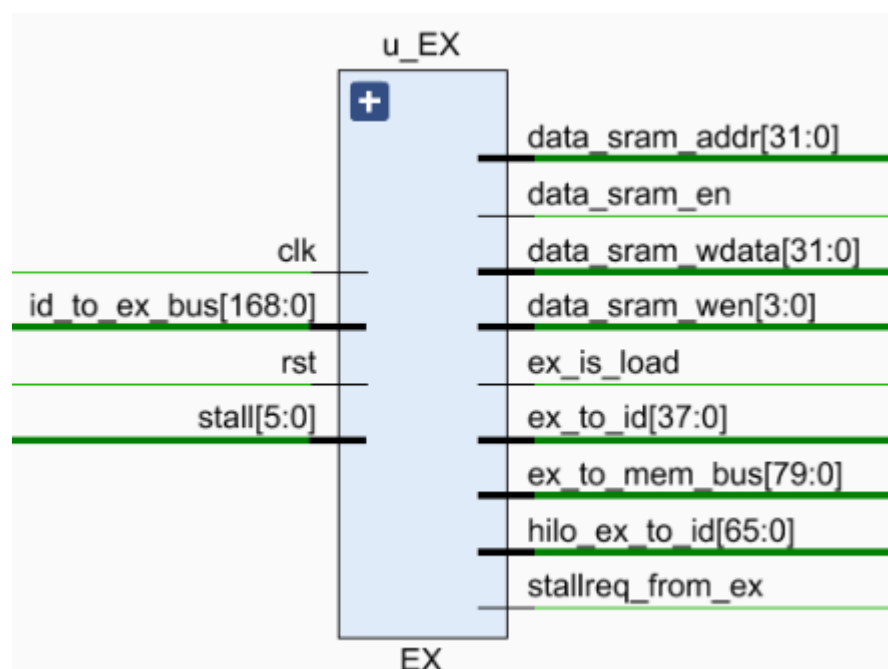 u_EX
data_sram_addr[31:0]
data_sram_en
clk
data_sram_wdata[31:0]
id_to_ex_bus[168:0]
data_sram_wen[3:0]
rst
ex_is_load
stall[5:0]
ex_to_id[37:0]
ex_to_mem_bus[79:0]
hilo_ex_to_id[65:0]
stallreq_from_ex
EX